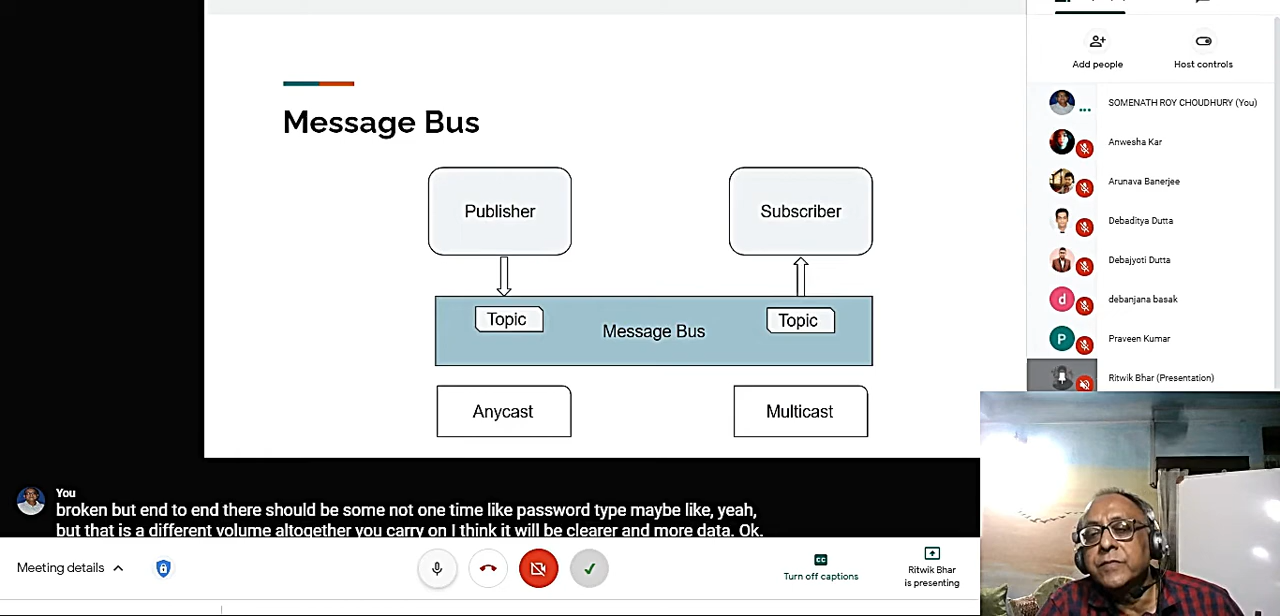 Message Bus
Publisher
Subscriber
Topic
Message Bus
Topic
Anycast
Multicast
Add people
Host controls
SOMENATH ROY CHOUDHURY (You)
Anwesha Kar
Arunava Banerjee
Debaditya Dutta
Debajyoti Dutta
d
debanjana basak
P
Praveen Kumar
Ritwik Bhar (Presentation)
You
broken but end to end there should be some not one time like password type maybe like, yeah,
but that is a different volume altogether you carry on I think it will be clearer and more data. Ok.
Meeting details
CC
Turn off captions
Ritwik Bhar
is presenting